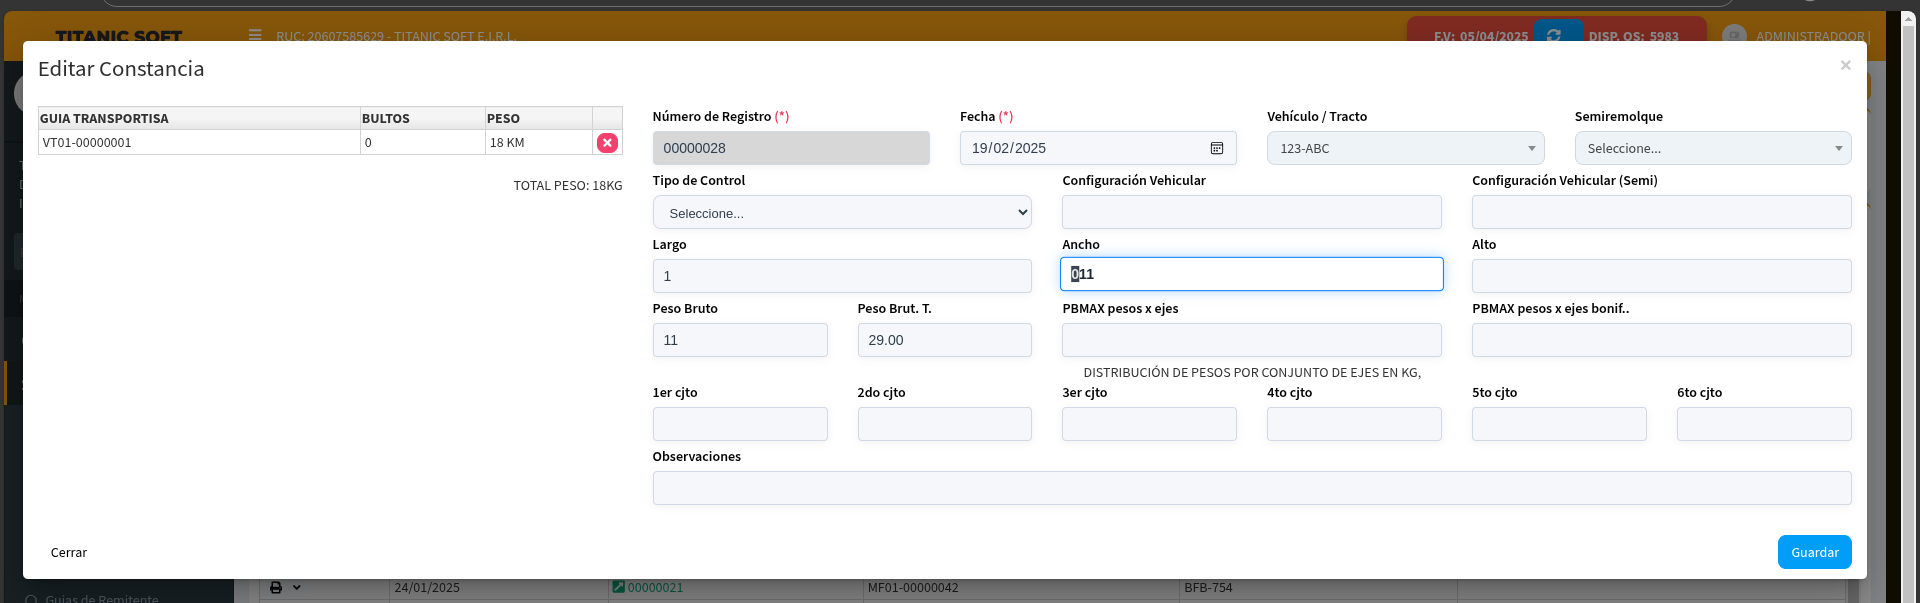 TITANIC SOFT
RUC: 20607585629 - TITANIC SOFT E.I.R.L.
F.V: 05/04/2025
DISP. OS: 5983
ADMINISTRADOOR |
Editar Constancia
×
GUIA TRANSPORTISA BULTOS PESO
VT01-00000001 0 18 KM
TOTAL PESO: 18KG
Número de Registro (*) Fecha (*) Vehículo / Tracto Semiremolque
00000028 19/02/2025 123-ABC Seleccione...
Tipo de Control Configuración Vehicular Configuración Vehicular (Semi)
Seleccione...
Largo Ancho Alto
1 011
Peso Bruto Peso Brut. T. PBMAX pesos x ejes PBMAX pesos x ejes bonif..
11 29.00
DISTRIBUCIÓN DE PESOS POR CONJUNTO DE EJES EN KG,
1er cjto 2do cjto 3er cjto 4to cjto 5to cjto 6to cjto
Observaciones
Cerrar Guardar
24/01/2025 00000021 MF01-00000042 BFB-754
Guias de Remitente